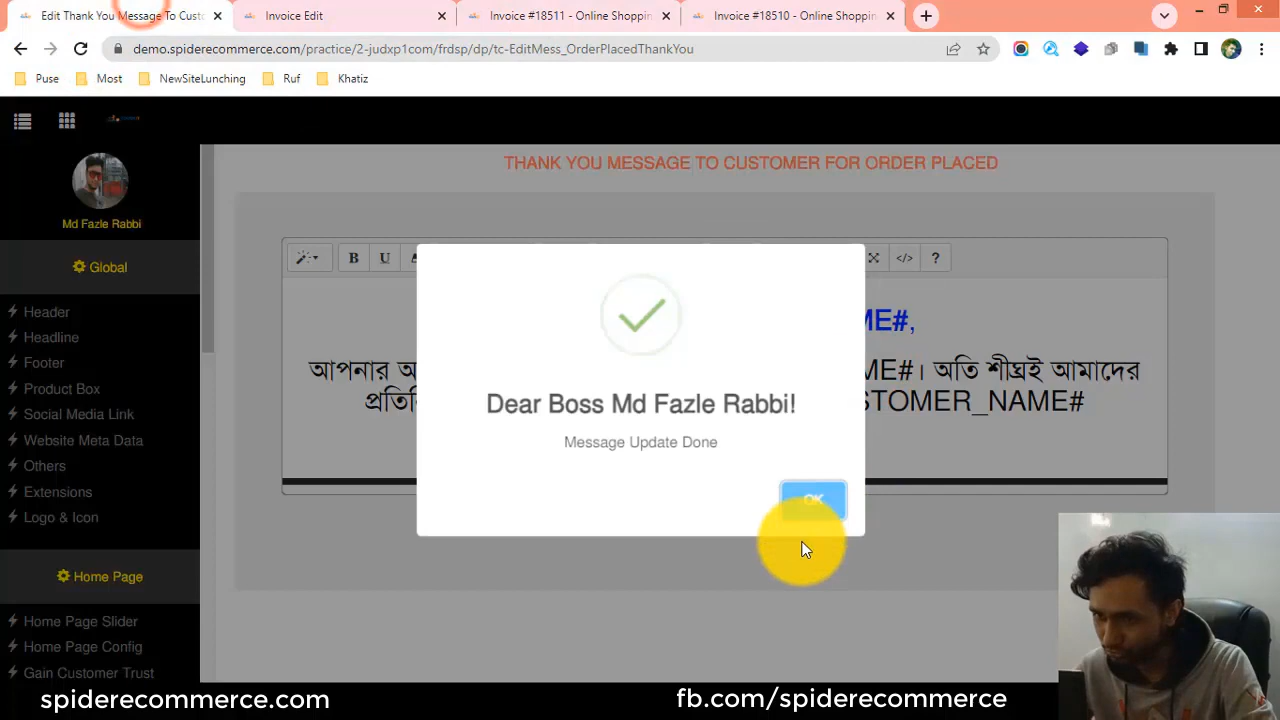 Edit Thank You Message To Custo
Invoice Edit
Invoice #18511 - Online Shoppin
Invoice #18510 - Online Shoppin
demo.spiderecommerce.com/practice/2-judxp1com/frdsp/dp/tc-EditMess_OrderPlacedThankYou
Puse
Most
NewSiteLunching
Ruf
Khatiz
THANK YOU MESSAGE TO CUSTOMER FOR ORDER PLACED
Md Fazle Rabbi
Global
Header
Headline
Footer
Product Box
Social Media Link
Website Meta Data
Others
Extensions
Logo & Icon
Home Page
Home Page Slider
Home Page Config
Gain Customer Trust
B U
</> ?
ME#,
আপনার অ
ME#। অতি শীঘ্রই আমাদের
প্রতি
STOMER_NAME#
Dear Boss Md Fazle Rabbi!
Message Update Done
OK
spiderecommerce.com
fb.com/spiderecommerce